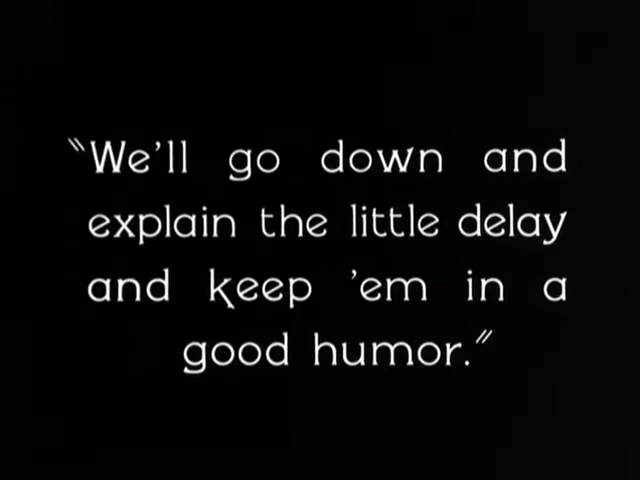 "We'll go down and
explain the little delay
and keep 'em in a
good humor."